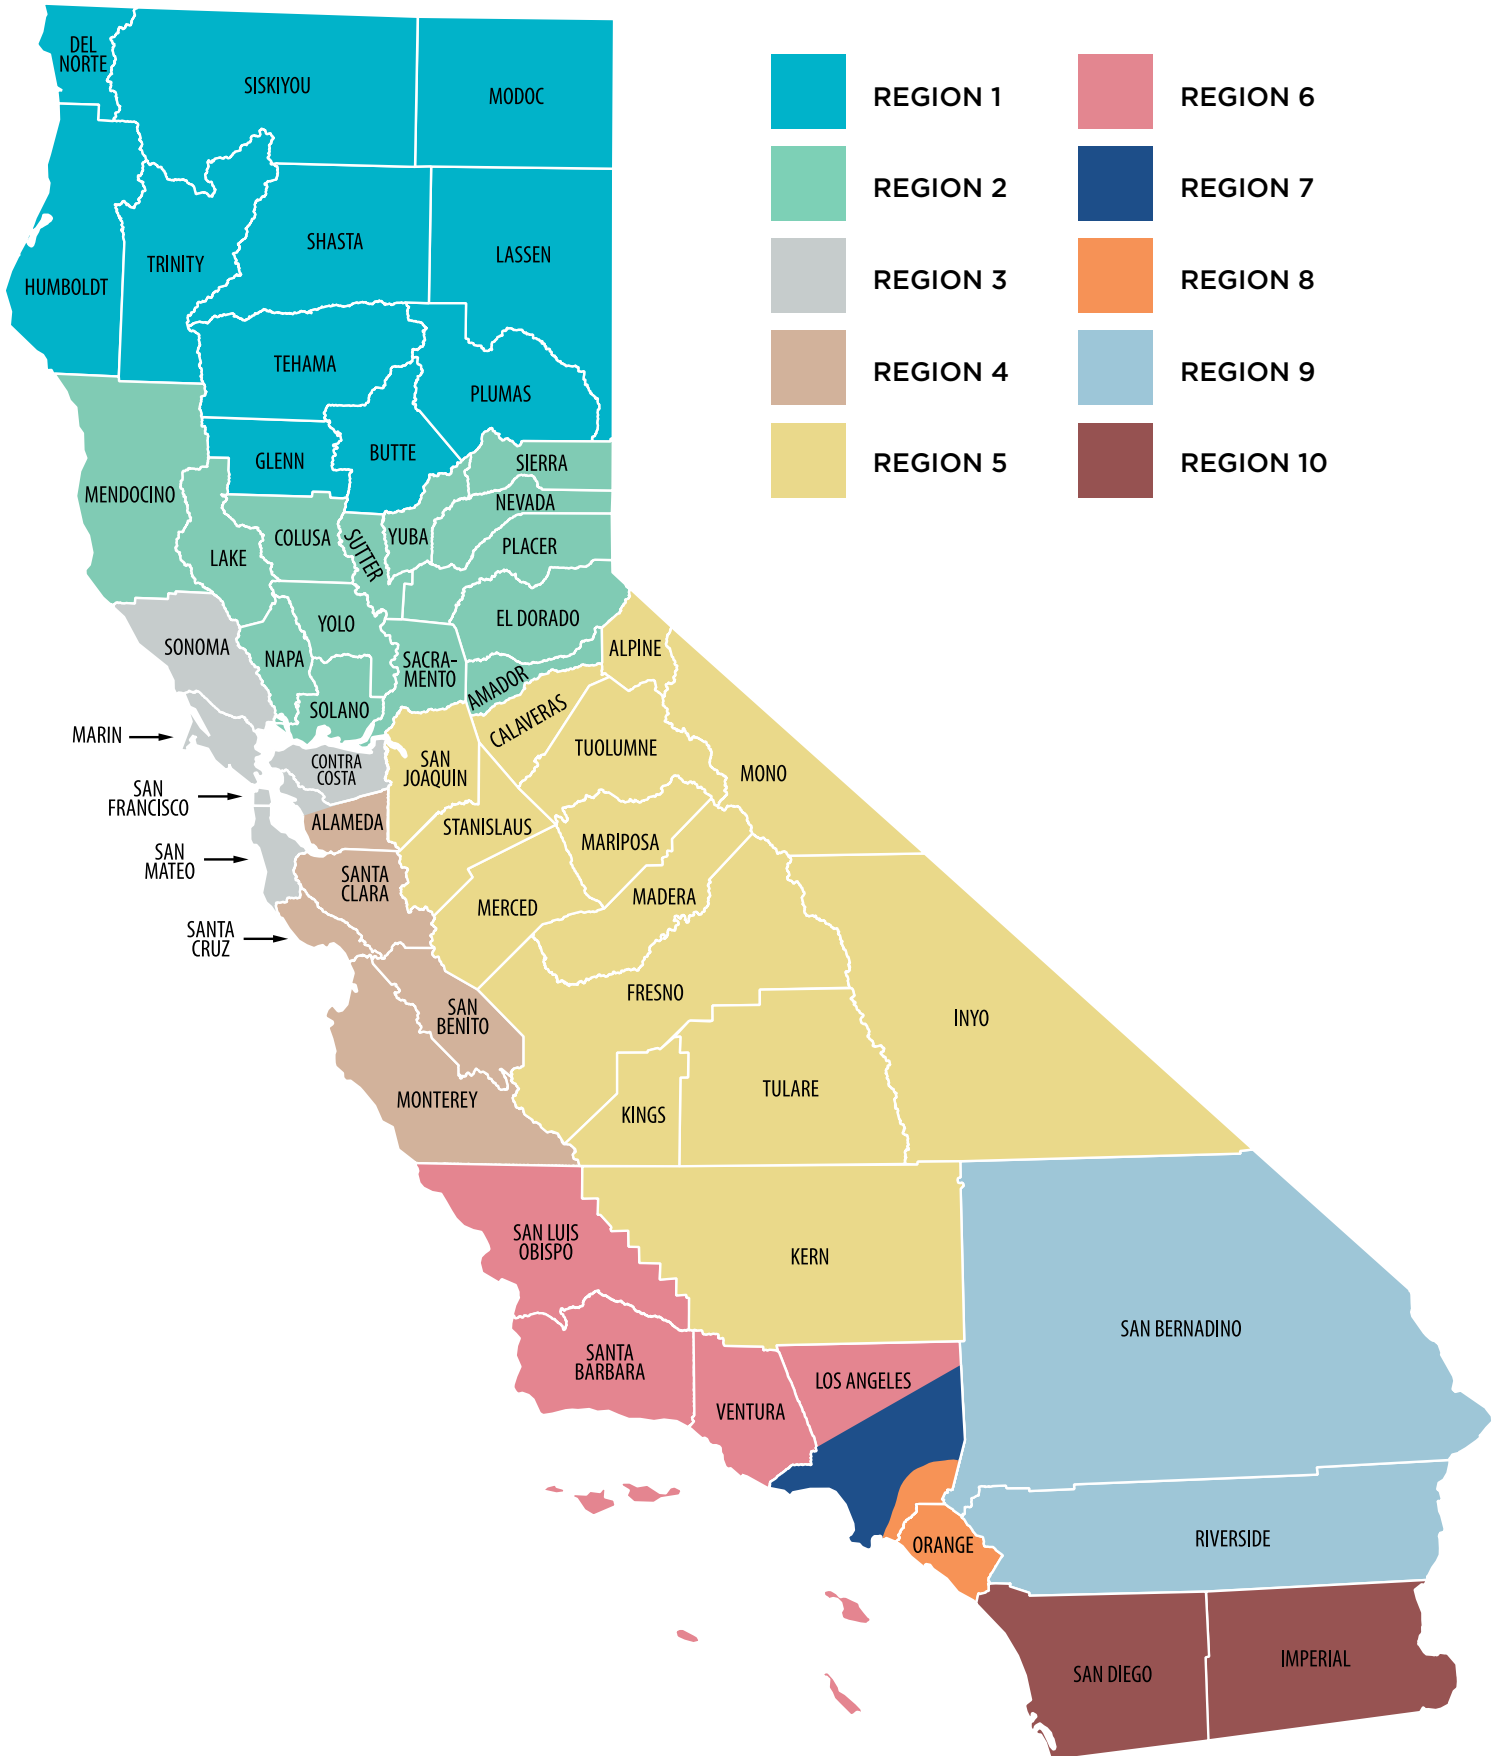 REGION 1
REGION 2
REGION 3
REGION 4
REGION 5
REGION 6
REGION 7
REGION 8
REGION 9
REGION 10
DEL
NORTE
SISKIYOU
MODOC
HUMBOLDT
TRINITY
SHASTA
LASSEN
TEHAMA
PLUMAS
GLENN
BUTTE
MENDOCINO
SIERRA
NEVADA
LAKE
COLUSA
SUTTER
YUBA
PLACER
SONOMA
NAPA
YOLO
SACRA-
MENTO
EL DORADO
ALPINE
AMADOR
SOLANO
CALAVERAS
MARIN
CONTRA
COSTA
SAN
JOAQUIN
TUOLUMNE
MONO
SAN
FRANCISCO
ALAMEDA
STANISLAUS
MARIPOSA
SAN
MATEO
SANTA
CLARA
MERCED
MADERA
SANTA
CRUZ
SAN
BENITO
FRESNO
INYO
MONTEREY
KINGS
TULARE
SAN LUIS
OBISPO
KERN
SAN BERNADINO
SANTA
BARBARA
VENTURA
LOS ANGELES
ORANGE
RIVERSIDE
SAN DIEGO
IMPERIAL